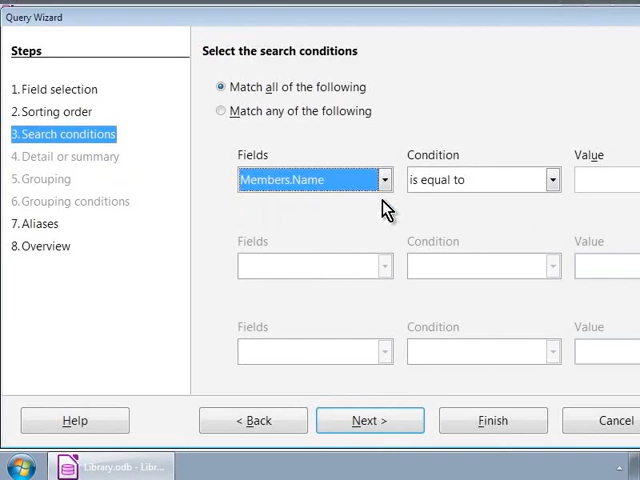 Query Wizard
Steps
1. Field selection
2. Sorting order
3. Search conditions
4. Detail or summary
5. Grouping
6. Grouping conditions
7. Aliases
8. Overview
Select the search conditions
Match all of the following
Match any of the following
Fields Condition Value
Members.Name is equal to
Fields Condition Value
Fields Condition Value
Help < Back Next > Finish Cancel
Library.odb - Libr...